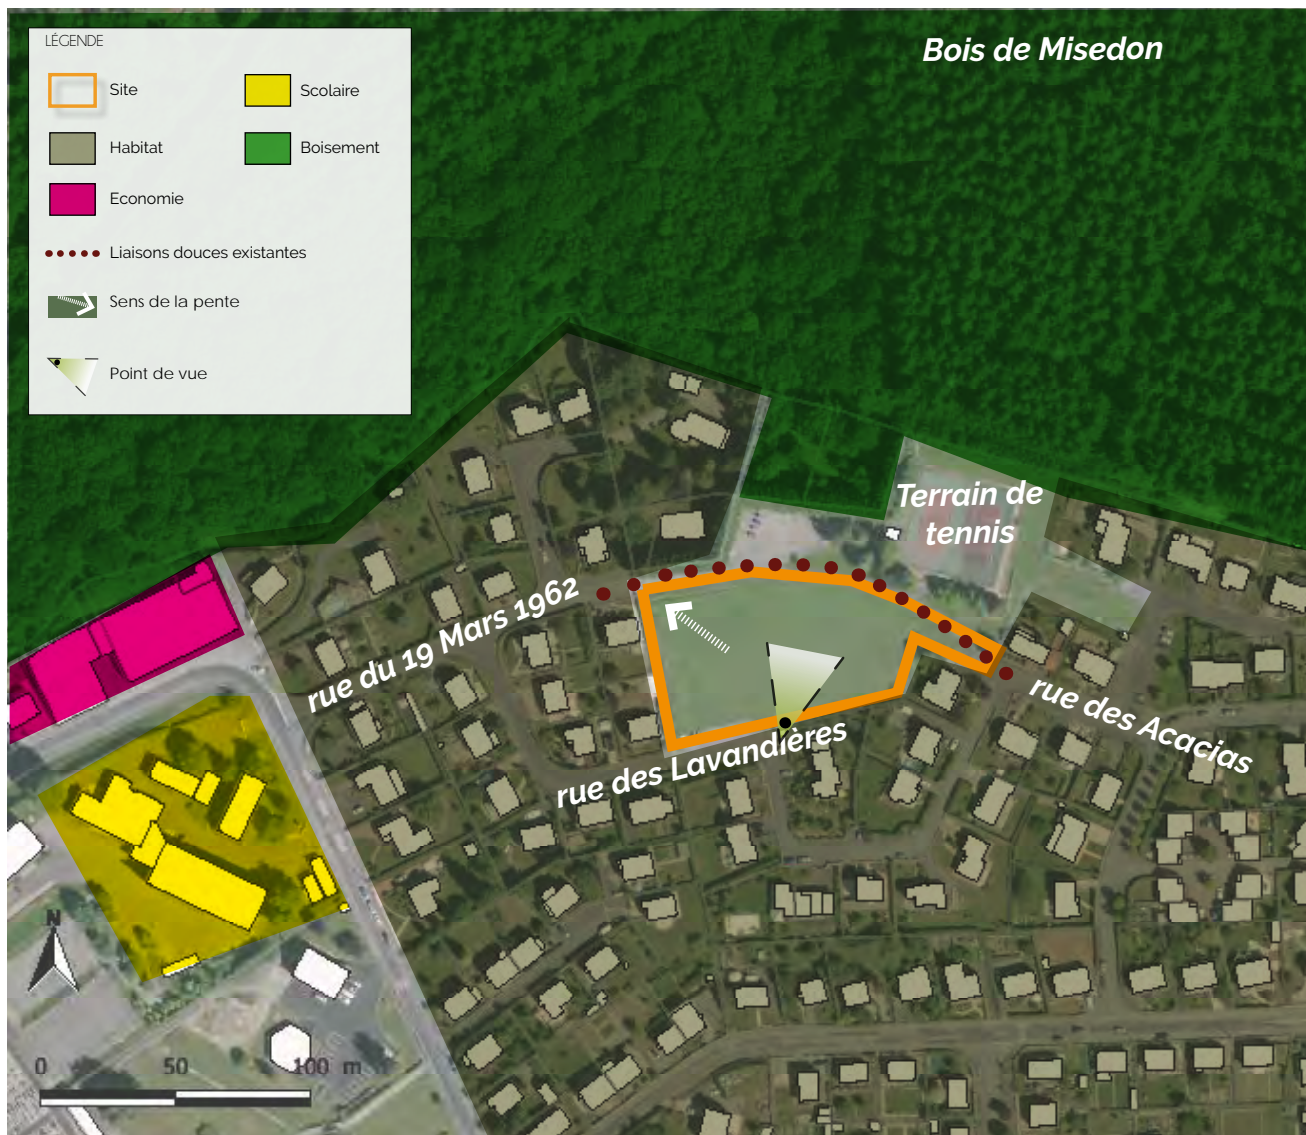 LÉGENDE
Site
Scolaire
Habitat
Boisement
Economie
Liaisons douces existantes
Sens de la pente
Point de vue
Bois de Misedon
Terrain de
tennis
rue du 19 Mars 1962
rue des Lavandières
rue des Acacias
N
0 50 100 m